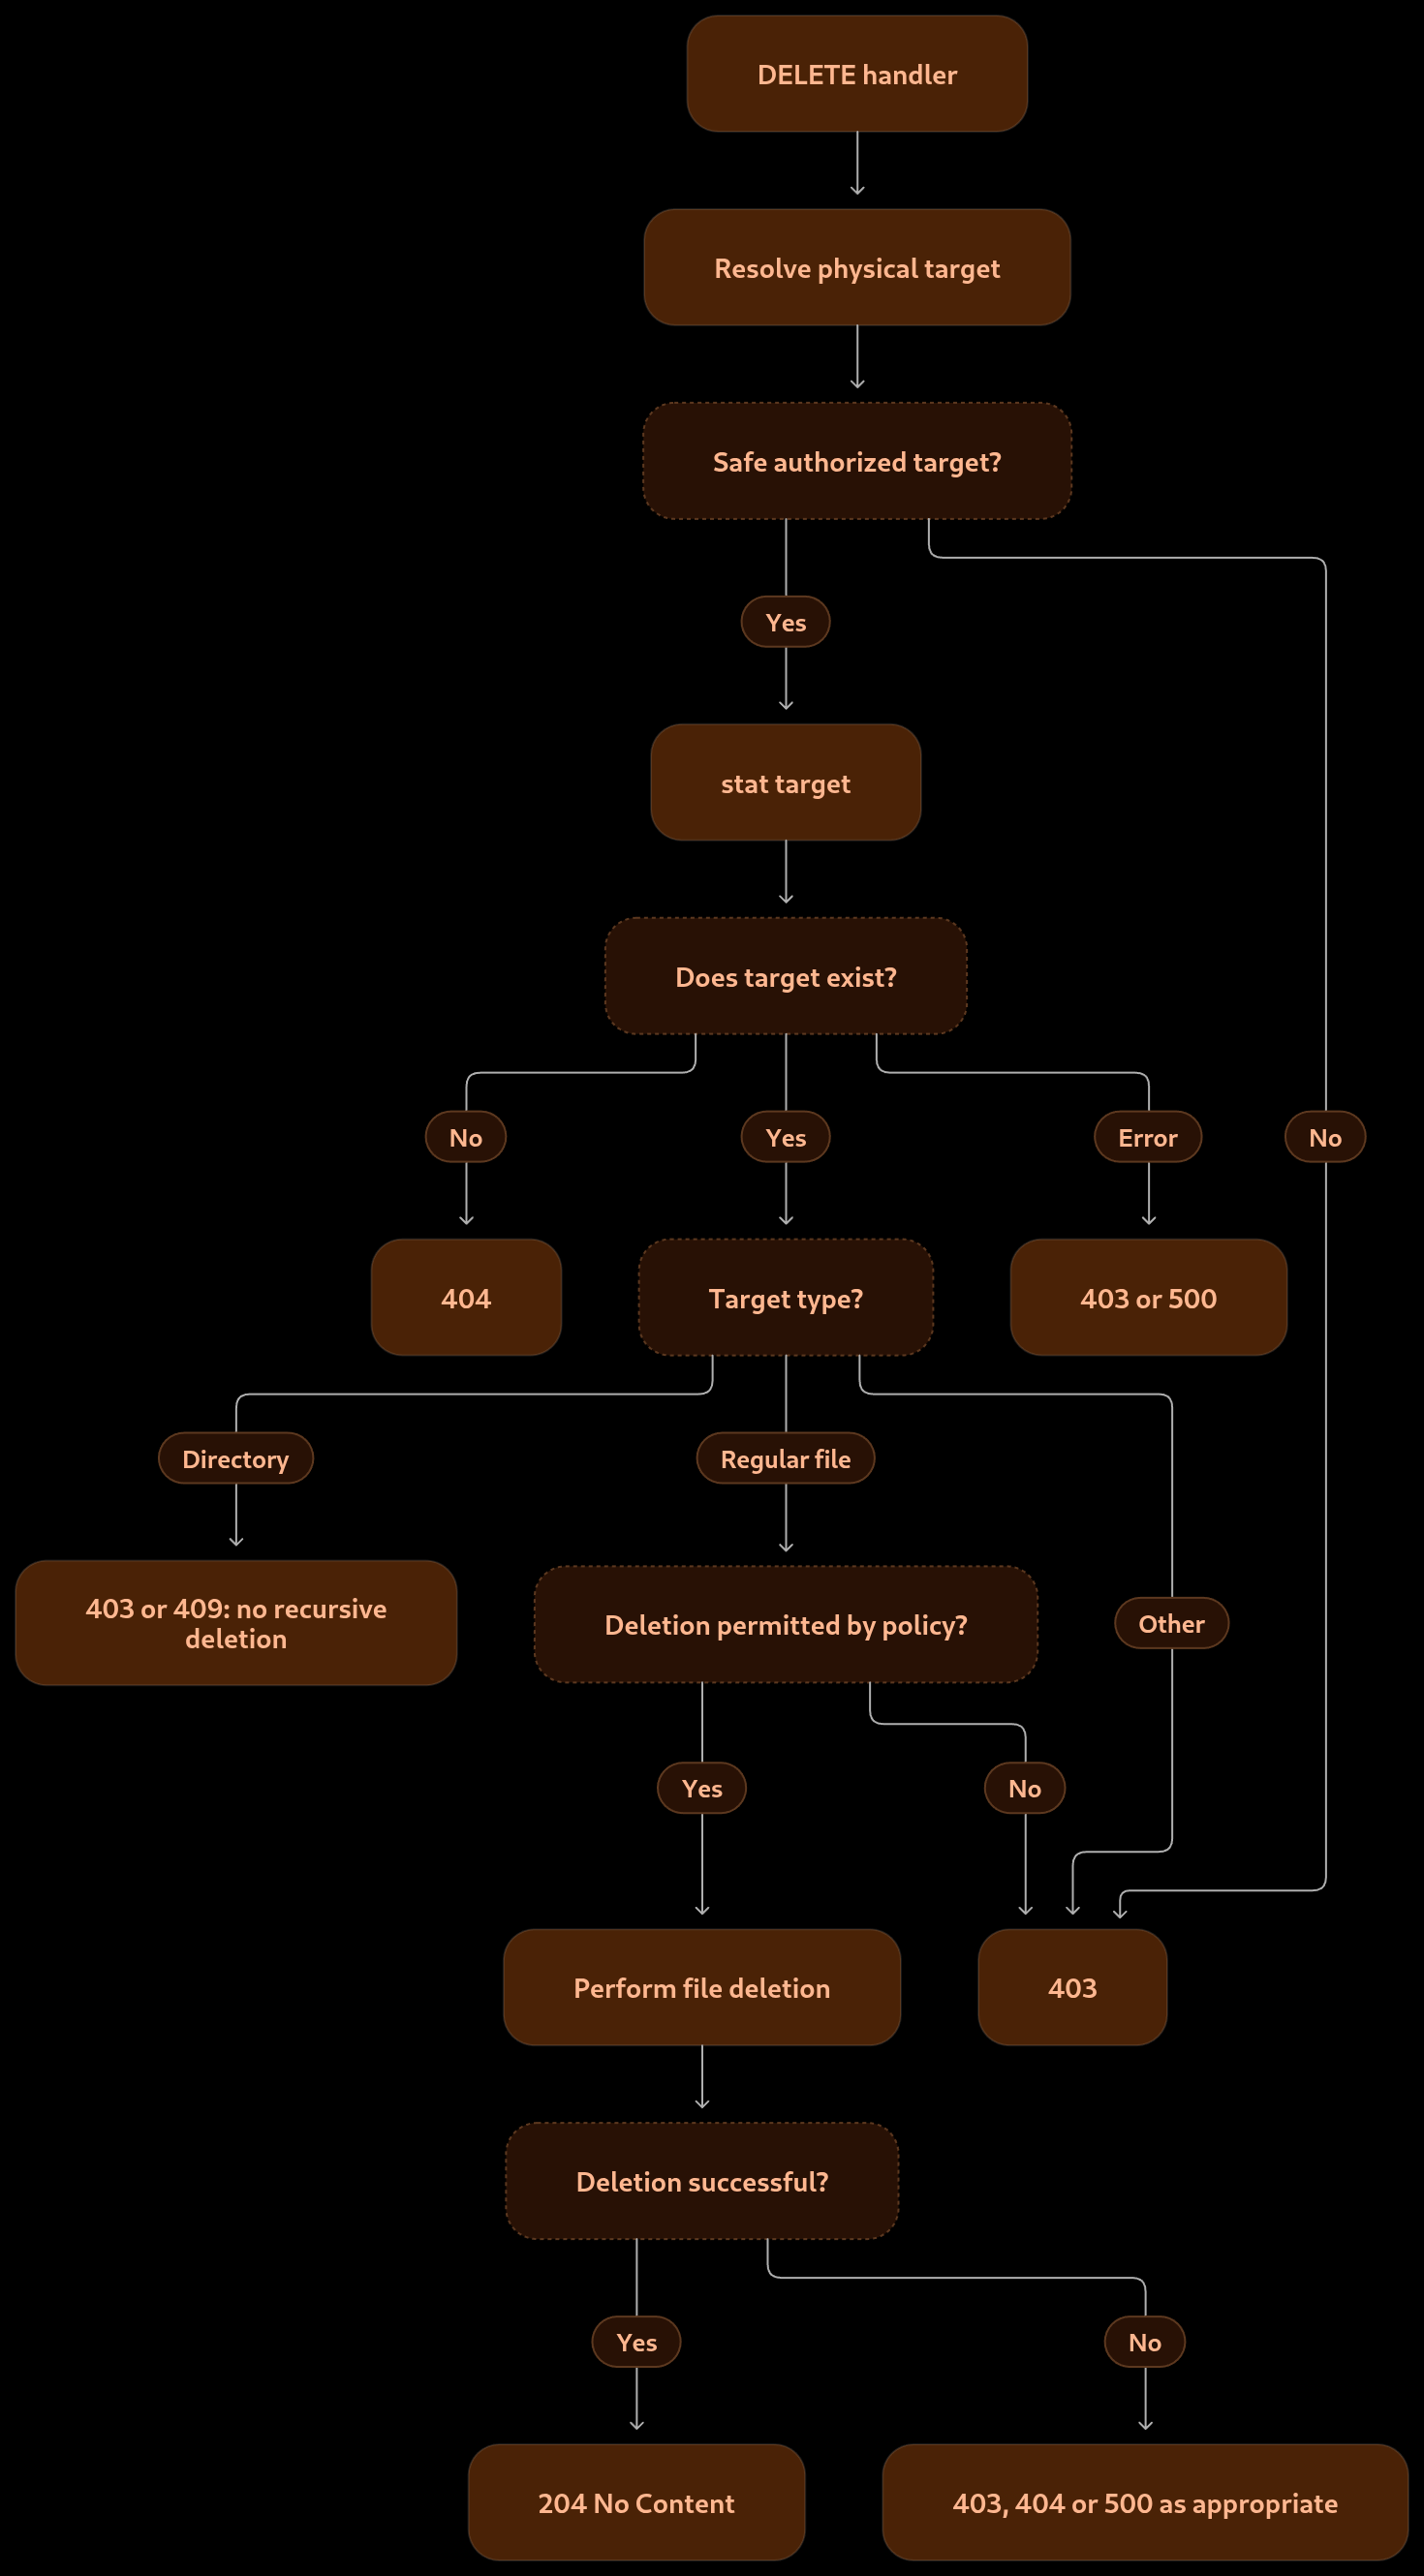 DELETE handler
Resolve physical target
Safe authorized target?
Yes
stat target
Does target exist?
No
Yes
Error
No
404
Target type?
403 or 500
Directory
Regular file
403 or 409: no recursive
deletion
Deletion permitted by policy?
Other
Yes
No
Perform file deletion
403
Deletion successful?
Yes
No
204 No Content
403, 404 or 500 as appropriate